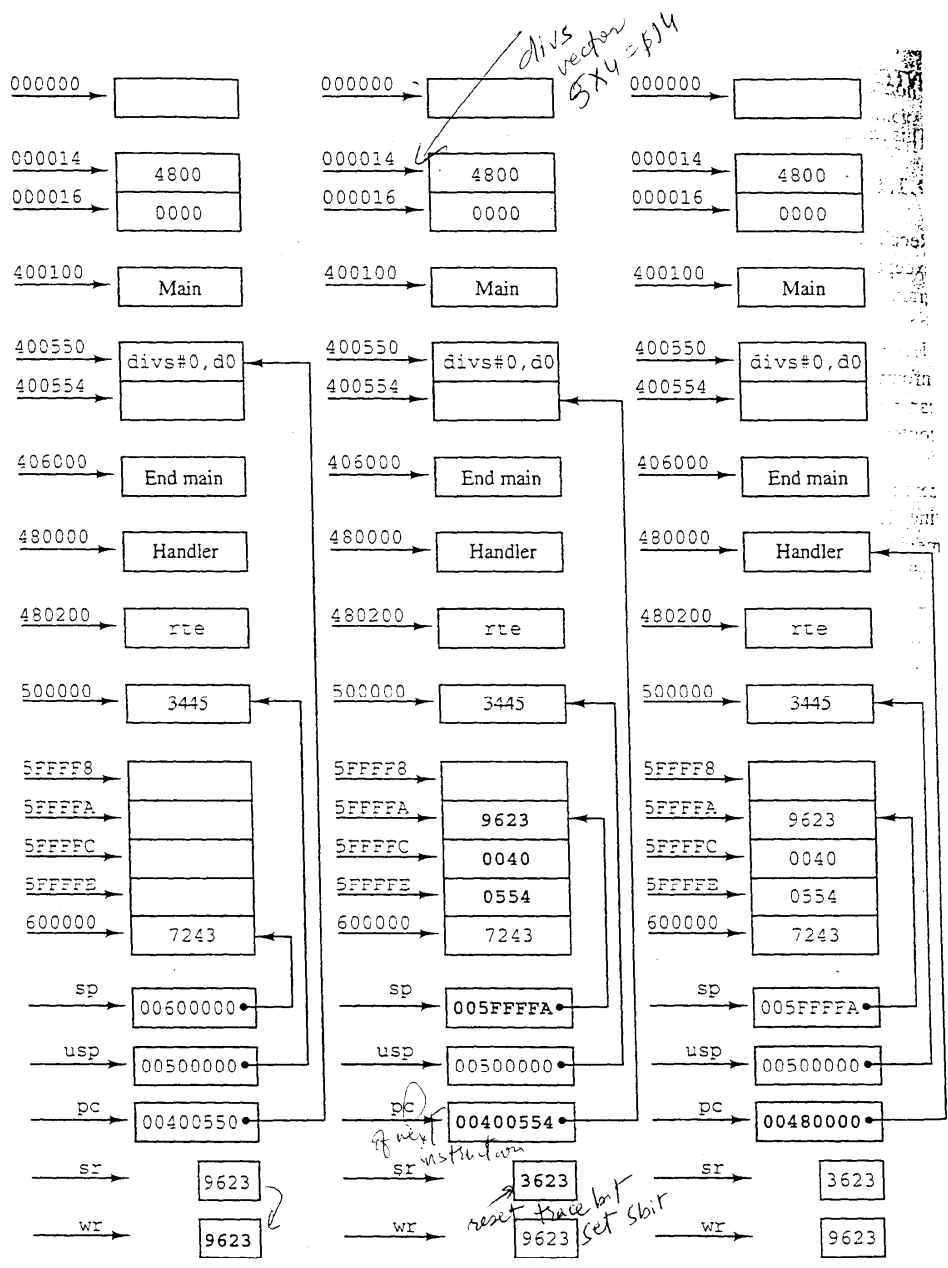 000000
000014
4800
000016
0000
400100
Main
400550
divs#0,d0
400554
406000
End main
480000
Handler
480200
rte
500000
3445
5FFFF8
5FFFFA
5FFFFC
5FFFFE
600000
7243
sp
00600000
usp
00500000
pc
00400550
sr
9623
wr
9623
divs
vector
5x4 = $14
000000
000014
4800
000016
0000
400100
Main
400550
divs#0,d0
400554
406000
End main
480000
Handler
480200
rte
500000
3445
5FFFF8
5FFFFA
9623
5FFFFC
0040
5FFFFE
0554
600000
7243
sp
005FFFFA
usp
00500000
pc
00400554
of next
instruction
sr
3623
reset trace bit
set Sbit
wr
9623
000000
000014
4800
000016
0000
400100
Main
400550
divs#0,d0
400554
406000
End main
480000
Handler
480200
rte
500000
3445
5FFFF8
5FFFFA
9623
5FFFFC
0040
5FFFFE
0554
600000
7243
sp
005FFFFA
usp
00500000
pc
00480000
sr
3623
wr
9623